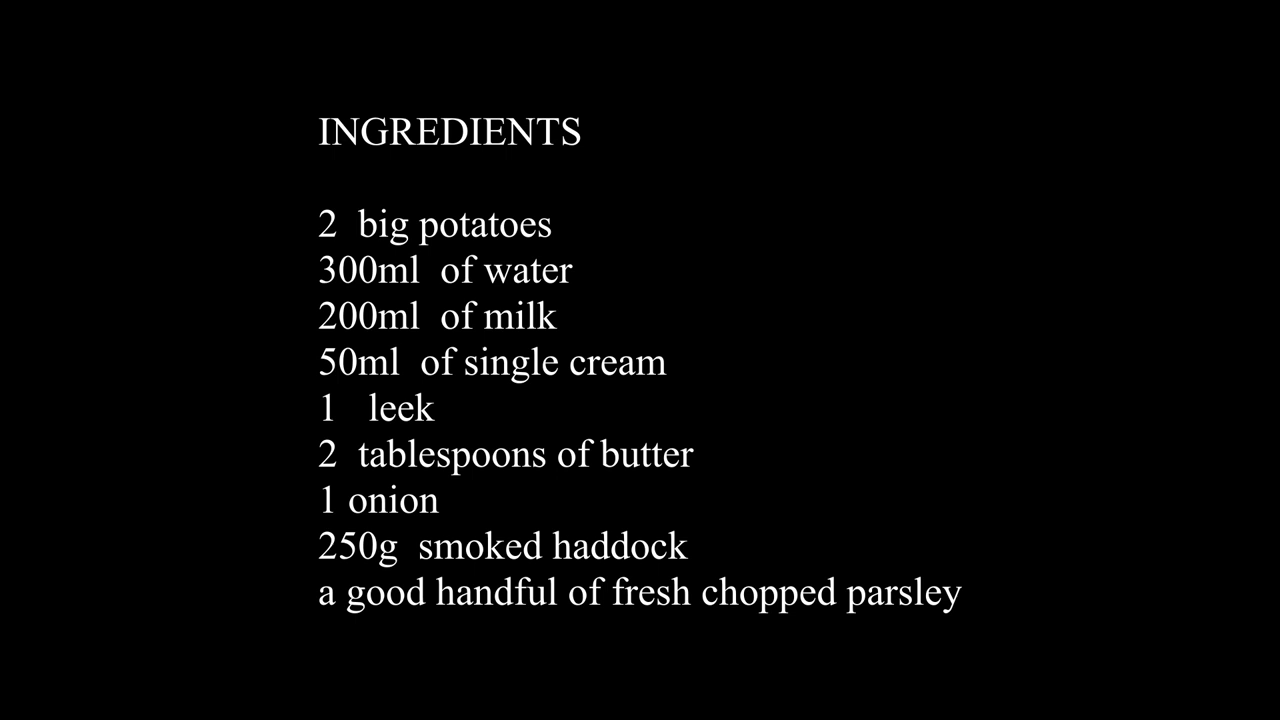 INGREDIENTS
2 big potatoes
300ml of water
200ml of milk
50ml of single cream
1 leek
2 tablespoons of butter
1 onion
250g smoked haddock
a good handful of fresh chopped parsley